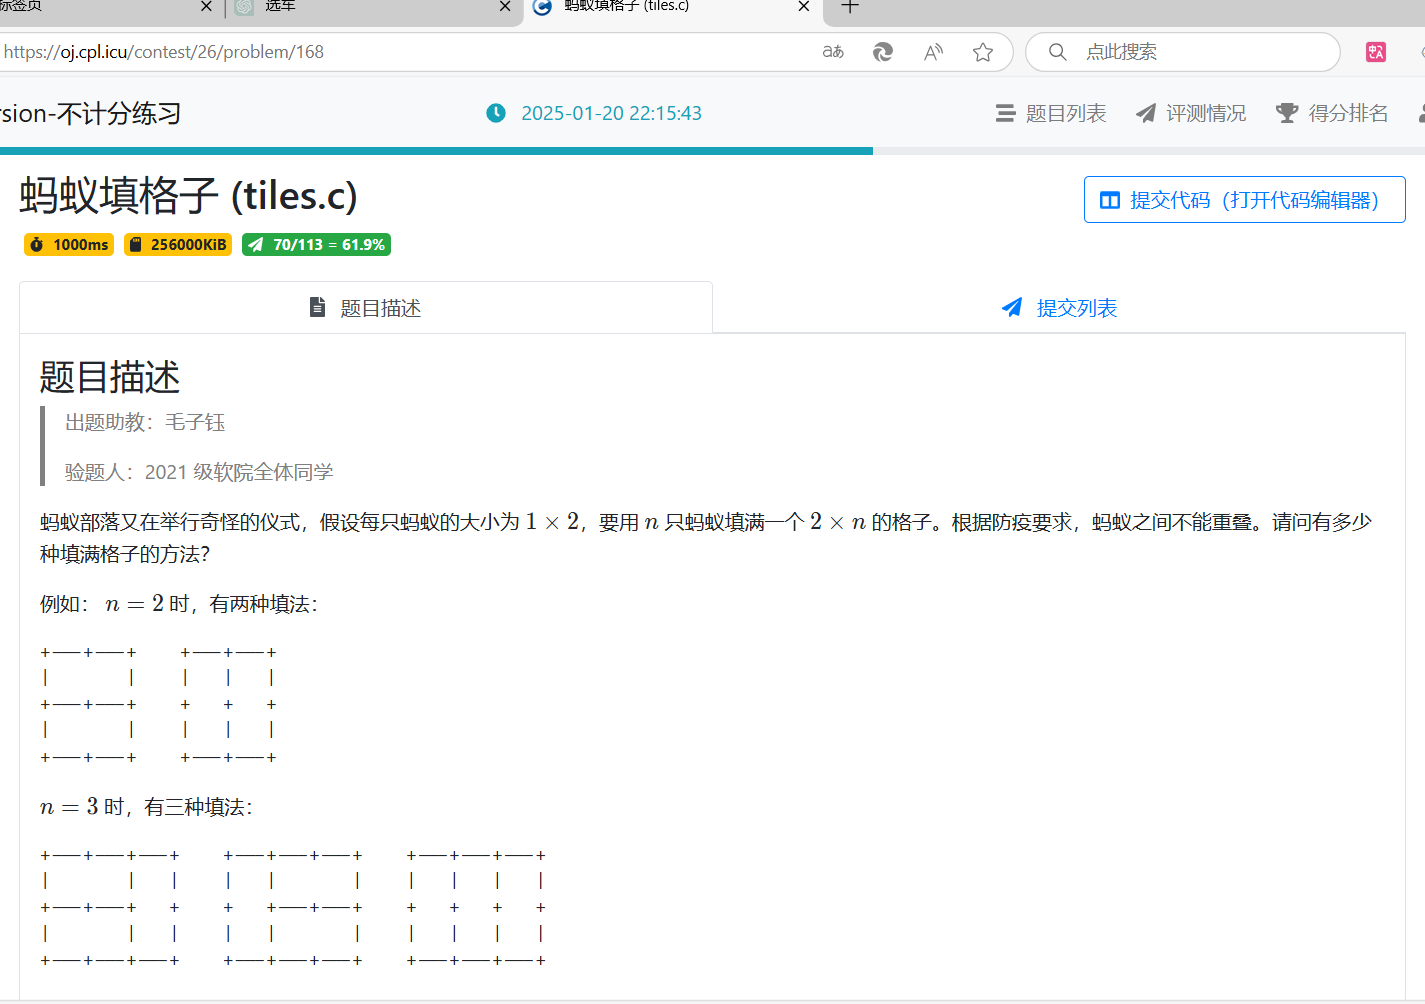 标签页
选车
蚂蚁填格子 (tiles.c)
https://oj.cpl.icu/contest/26/problem/168
点此搜索
rsion-不计分练习
2025-01-20 22:15:43
题目列表
评测情况
得分排名
蚂蚁填格子 (tiles.c)
提交代码（打开代码编辑器）
1000ms
256000KiB
70/113 = 61.9%
题目描述
提交列表
题目描述
出题助教：毛子钰
验题人：2021 级软院全体同学
蚂蚁部落又在举行奇怪的仪式，假设每只蚂蚁的大小为 1 × 2，要用 n 只蚂蚁填满一个 2 × n 的格子。根据防疫要求，蚂蚁之间不能重叠。请问有多少
种填满格子的方法？
例如： n = 2 时，有两种填法：
+---+---+    +---+---+
|       |    |   |   |
+---+---+    +   +   +
|       |    |   |   |
+---+---+    +---+---+
n = 3 时，有三种填法：
+---+---+---+    +---+---+---+    +---+---+---+
|       |   |    |   |       |    |   |   |   |
+---+---+   +    +   +---+---+    +   +   +   +
|       |   |    |   |       |    |   |   |   |
+---+---+---+    +---+---+---+    +---+---+---+